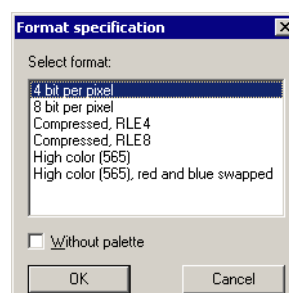 Format specification
Select format:
4 bit per pixel
8 bit per pixel
Compressed, RLE4
Compressed, RLE8
High color (565)
High color (565), red and blue swapped
Without palette
OK
Cancel